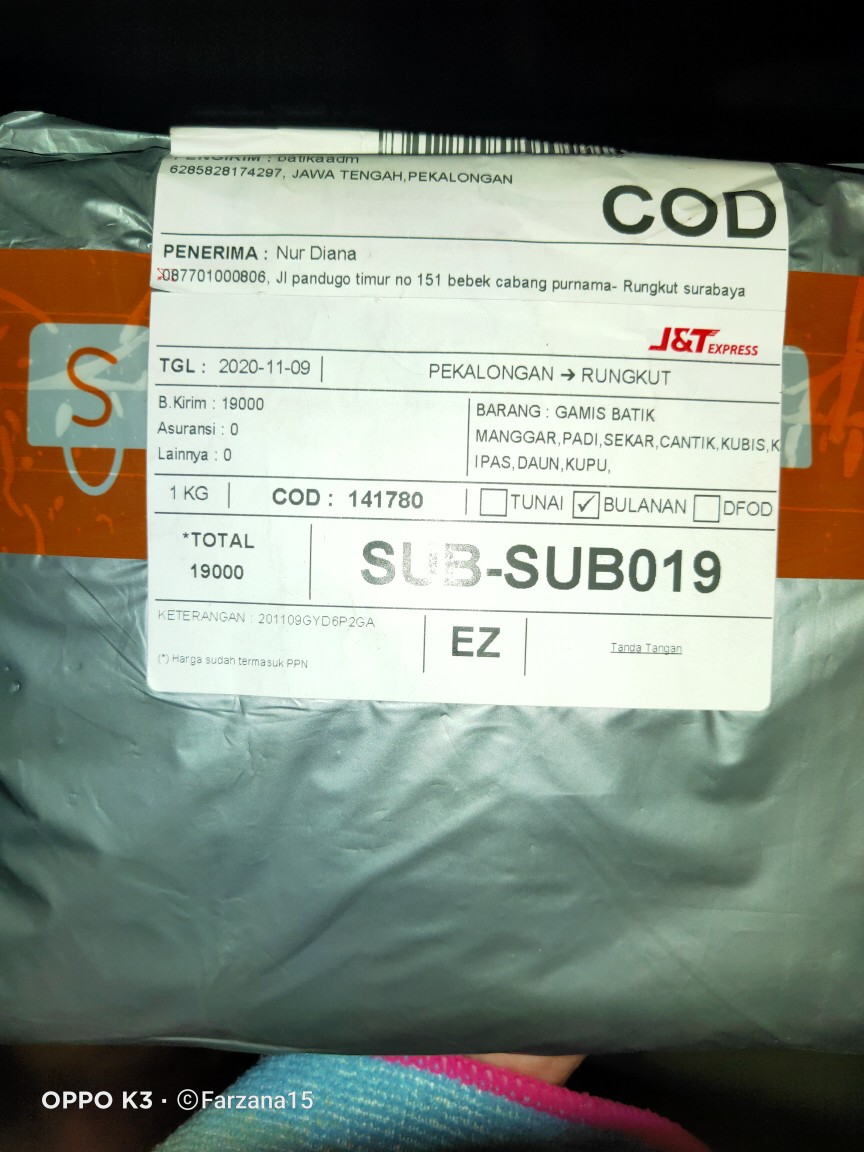 PENGIRIM : batikaadm
6285828174297, JAWA TENGAH,PEKALONGAN
COD
PENERIMA : Nur Diana
087701000806, Jl pandugo timur no 151 bebek cabang purnama- Rungkut surabaya
J&T EXPRESS
TGL : 2020-11-09
PEKALONGAN → RUNGKUT
B.Kirim : 19000
Asuransi : 0
Lainnya : 0
BARANG : GAMIS BATIK
MANGGAR,PADI,SEKAR,CANTIK,KUBIS,K
IPAS,DAUN,KUPU,
1 KG
COD : 141780
TUNAI ✓ BULANAN DFOD
*TOTAL
19000
SUB-SUB019
KETERANGAN : 201109GYD6P2GA
(*) Harga sudah termasuk PPN
EZ
Tanda Tangan
S
OPPO K3 · ©Farzana15